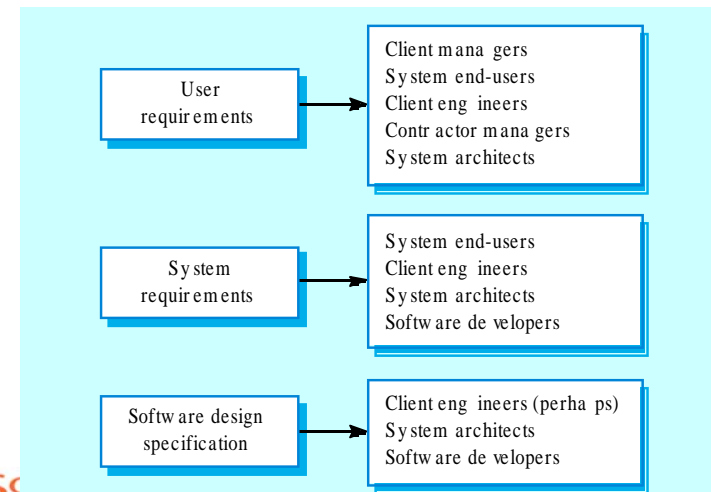 User
requirements
Client managers
System end-users
Client engineers
Contractor managers
System architects
System
requirements
System end-users
Client engineers
System architects
Software developers
Software design
specification
Client engineers (perhaps)
System architects
Software developers